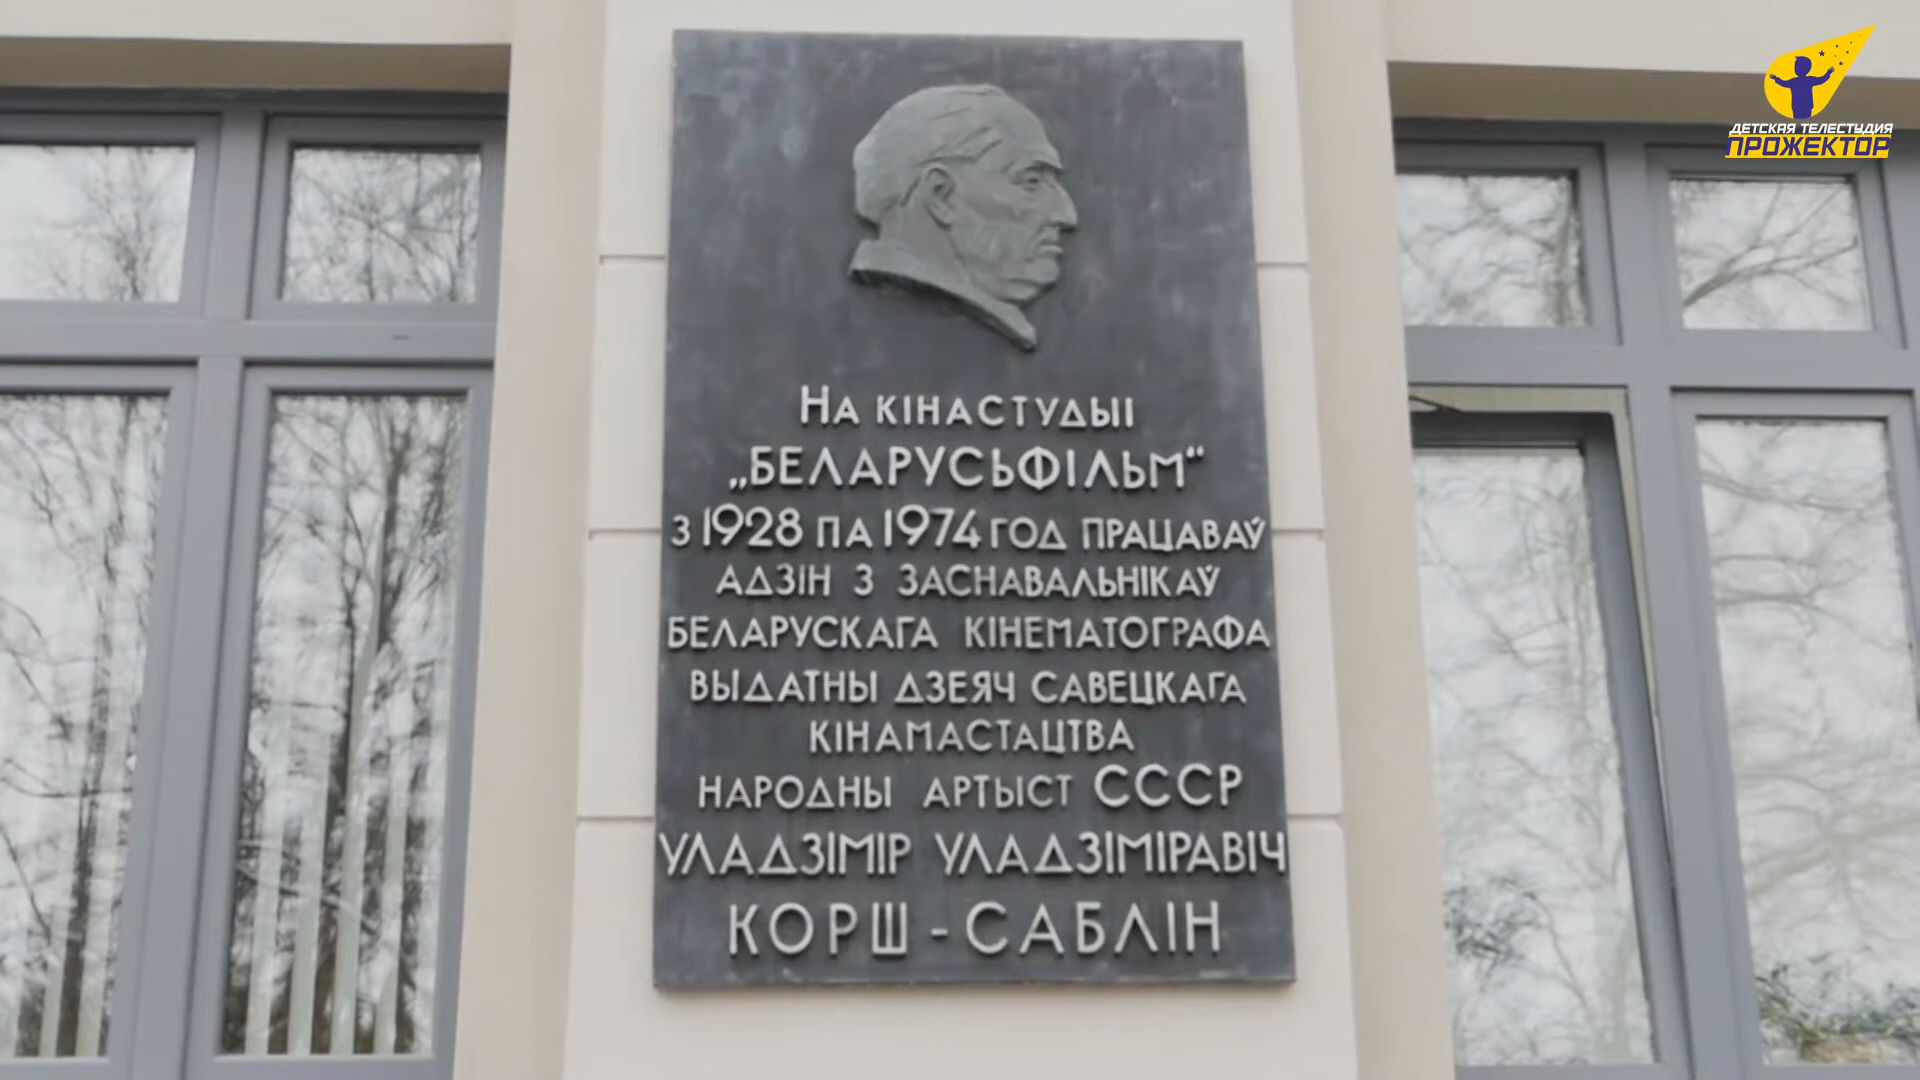 ДЕТСКАЯ ТЕЛЕСТУДИЯ
ПРОЖЕКТОР
НА КІНАСТУДЫІ
„БЕЛАРУСЬФІЛЬМ“
З 1928 ПА 1974 ГОД ПРАЦАВАЎ
АДЗІН З ЗАСНАВАЛЬНІКАЎ
БЕЛАРУСКАГА КІНЕМАТОГРАФА
ВЫДАТНЫ ДЗЕЯЧ САВЕЦКАГА
КІНАМАСТАЦТВА
НАРОДНЫ АРТЫСТ СССР
УЛАДЗІМІР УЛАДЗІМІРАВІЧ
КОРШ-САБЛІН